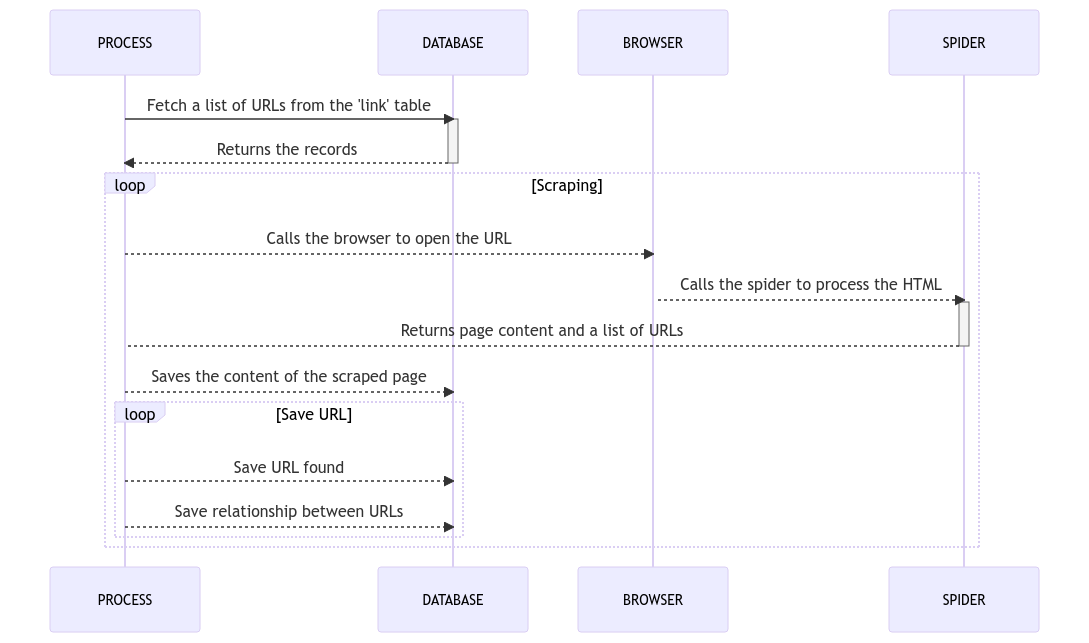 PROCESS
DATABASE
BROWSER
SPIDER
Fetch a list of URLs from the 'link' table
Returns the records
loop
[Scraping]
Calls the browser to open the URL
Calls the spider to process the HTML
Returns page content and a list of URLs
Saves the content of the scraped page
loop
[Save URL]
Save URL found
Save relationship between URLs
PROCESS
DATABASE
BROWSER
SPIDER